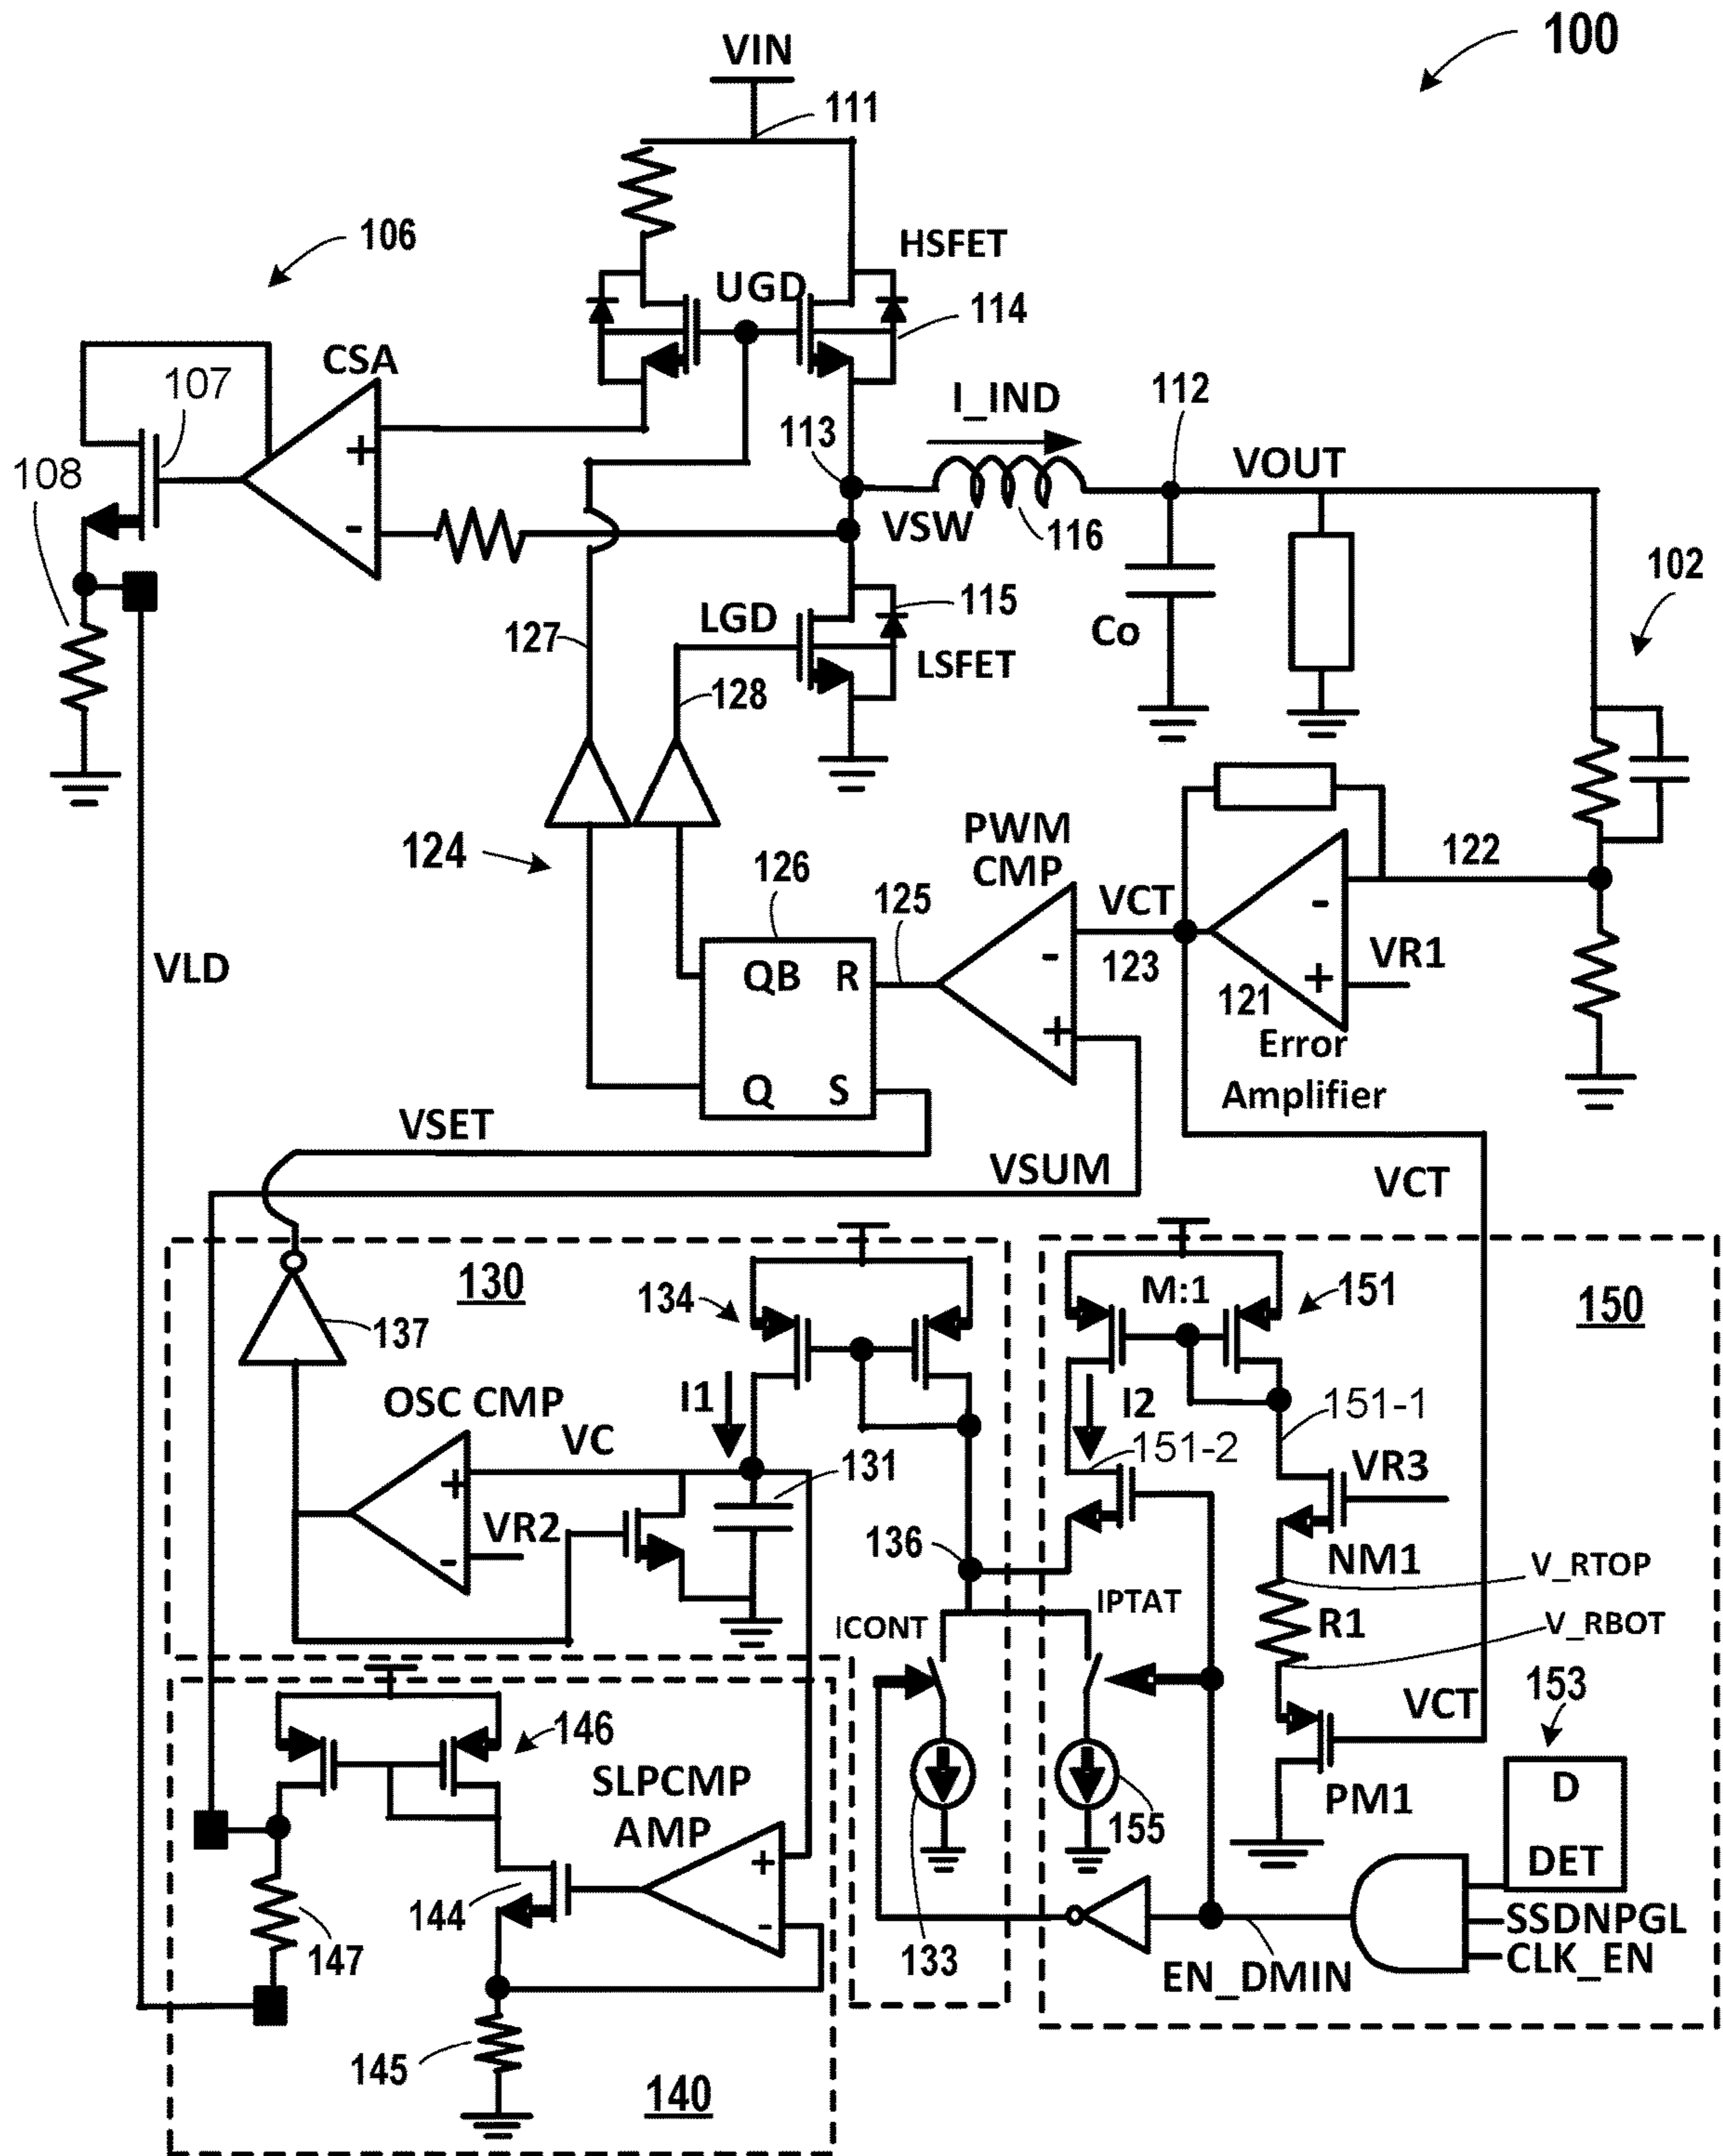 100
VIN
111
106
HSFET
UGD
114
CSA
107
I_IND
112
113
VOUT
108
+
-
VSW
116
102
115
LGD
Co
127
LSFET
128
PWM
CMP
124
122
126
125
VCT
-
-
VR1
VLD
123
QB
R
+
121
+
Error
Amplifier
Q
S
VSET
VSUM
VCT
130
134
M:1
151
150
137
I1
I2
OSC CMP
151-1
VC
151-2
+
131
VR3
VR2
136
-
NM1
V_RTOP
IPTAT
ICONT
R1
V_RBOT
153
VCT
146
SLPCMP
AMP
D
PM1
155
DET
+
144
-
SSDNPGL
147
133
EN_DMIN
CLK_EN
145
140